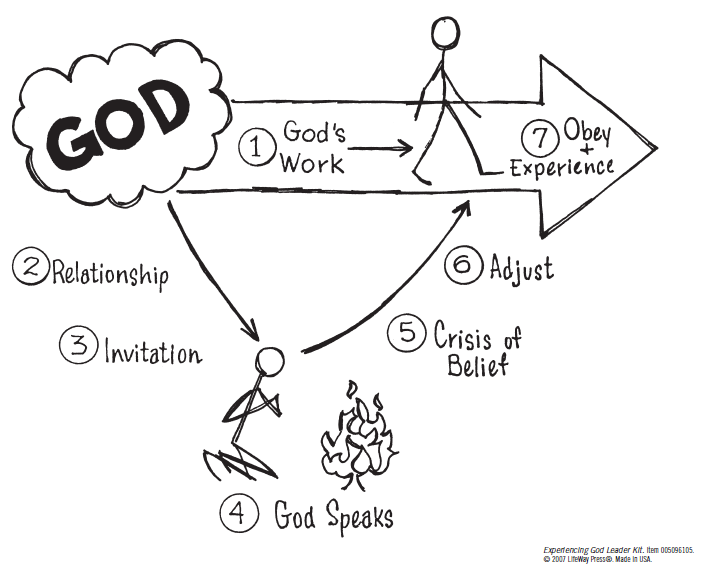 GOD
1 God's
Work
7 Obey
+
Experience
2 Relationship
6 Adjust
3 Invitation
5 Crisis of
Belief
4 God Speaks
Experiencing God Leader Kit. Item 005096105.
© 2007 LifeWay Press®. Made in USA.